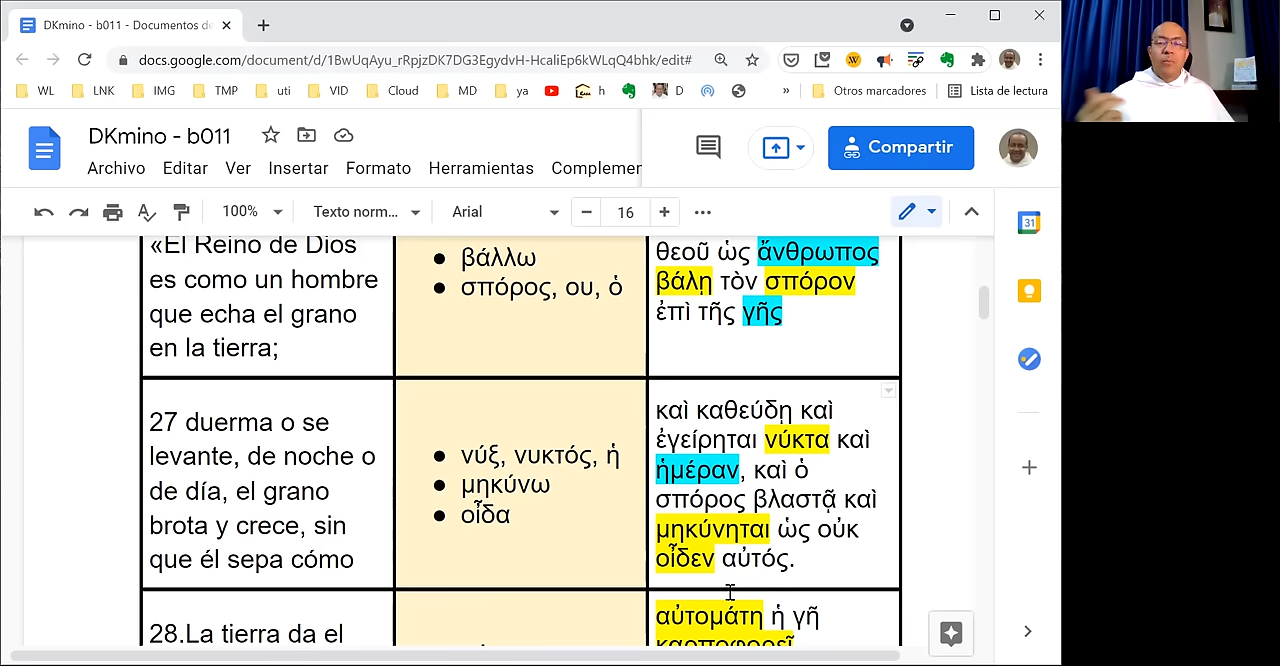 DKmino - b011 - Documentos de
docs.google.com/document/d/1BwUqAyu_rRpjzDK7DG3EgydvH-HcaliEp6kWLqQ4bhk/edit#
WL LNK IMG TMP uti VID Cloud MD ya h D » Otros marcadores Lista de lectura
DKmino - b011
Compartir
Archivo Editar Ver Insertar Formato Herramientas Complemen
100% Texto norm... Arial 16
31
«El Reino de Dios
es como un hombre
que echa el grano
en la tierra;
● βάλλω
● σπόρος, ου, ὁ
θεοῦ ὡς ἄνθρωπος
βάλῃ τὸν σπόρον
ἐπὶ τῆς γῆς
27 duerma o se
levante, de noche o
de día, el grano
brota y crece, sin
que él sepa cómo
● νύξ, νυκτός, ἡ
● μηκύνω
● οἶδα
καὶ καθεύδῃ καὶ
ἐγείρηται νύκτα καὶ
ἡμέραν, καὶ ὁ
σπόρος βλαστᾷ καὶ
μηκύνηται ὡς οὐκ
οἶδεν αὐτός.
28.La tierra da el
αὐτομάτη ἡ γῆ
καρποφορεῖ